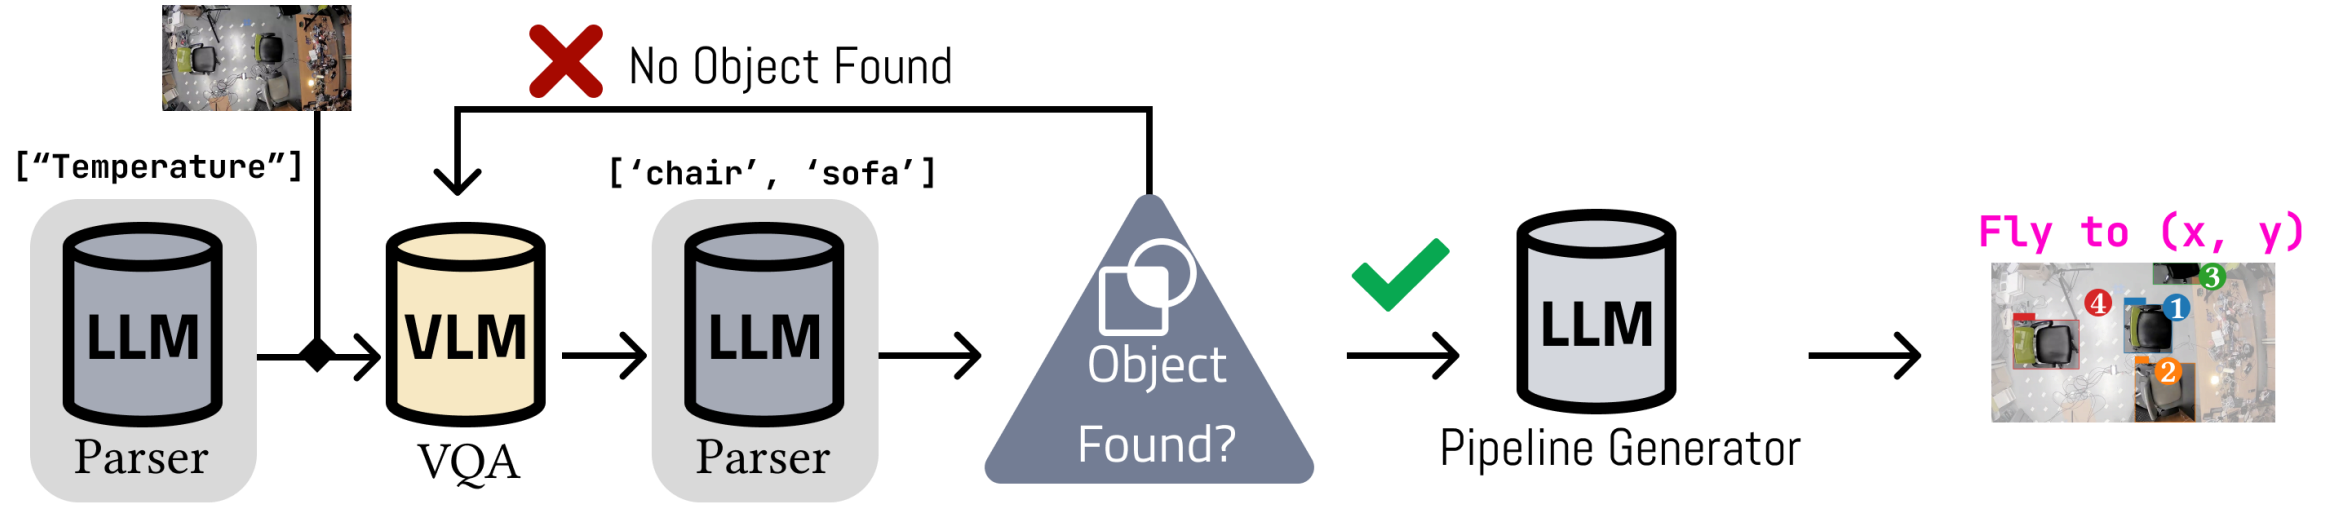 No Object Found
[“Temperature”]
[‘chair’, ‘sofa’]
LLM
Parser
VLM
VQA
LLM
Parser
Object
Found?
LLM
Pipeline Generator
Fly to (x, y)
3
4
1
2